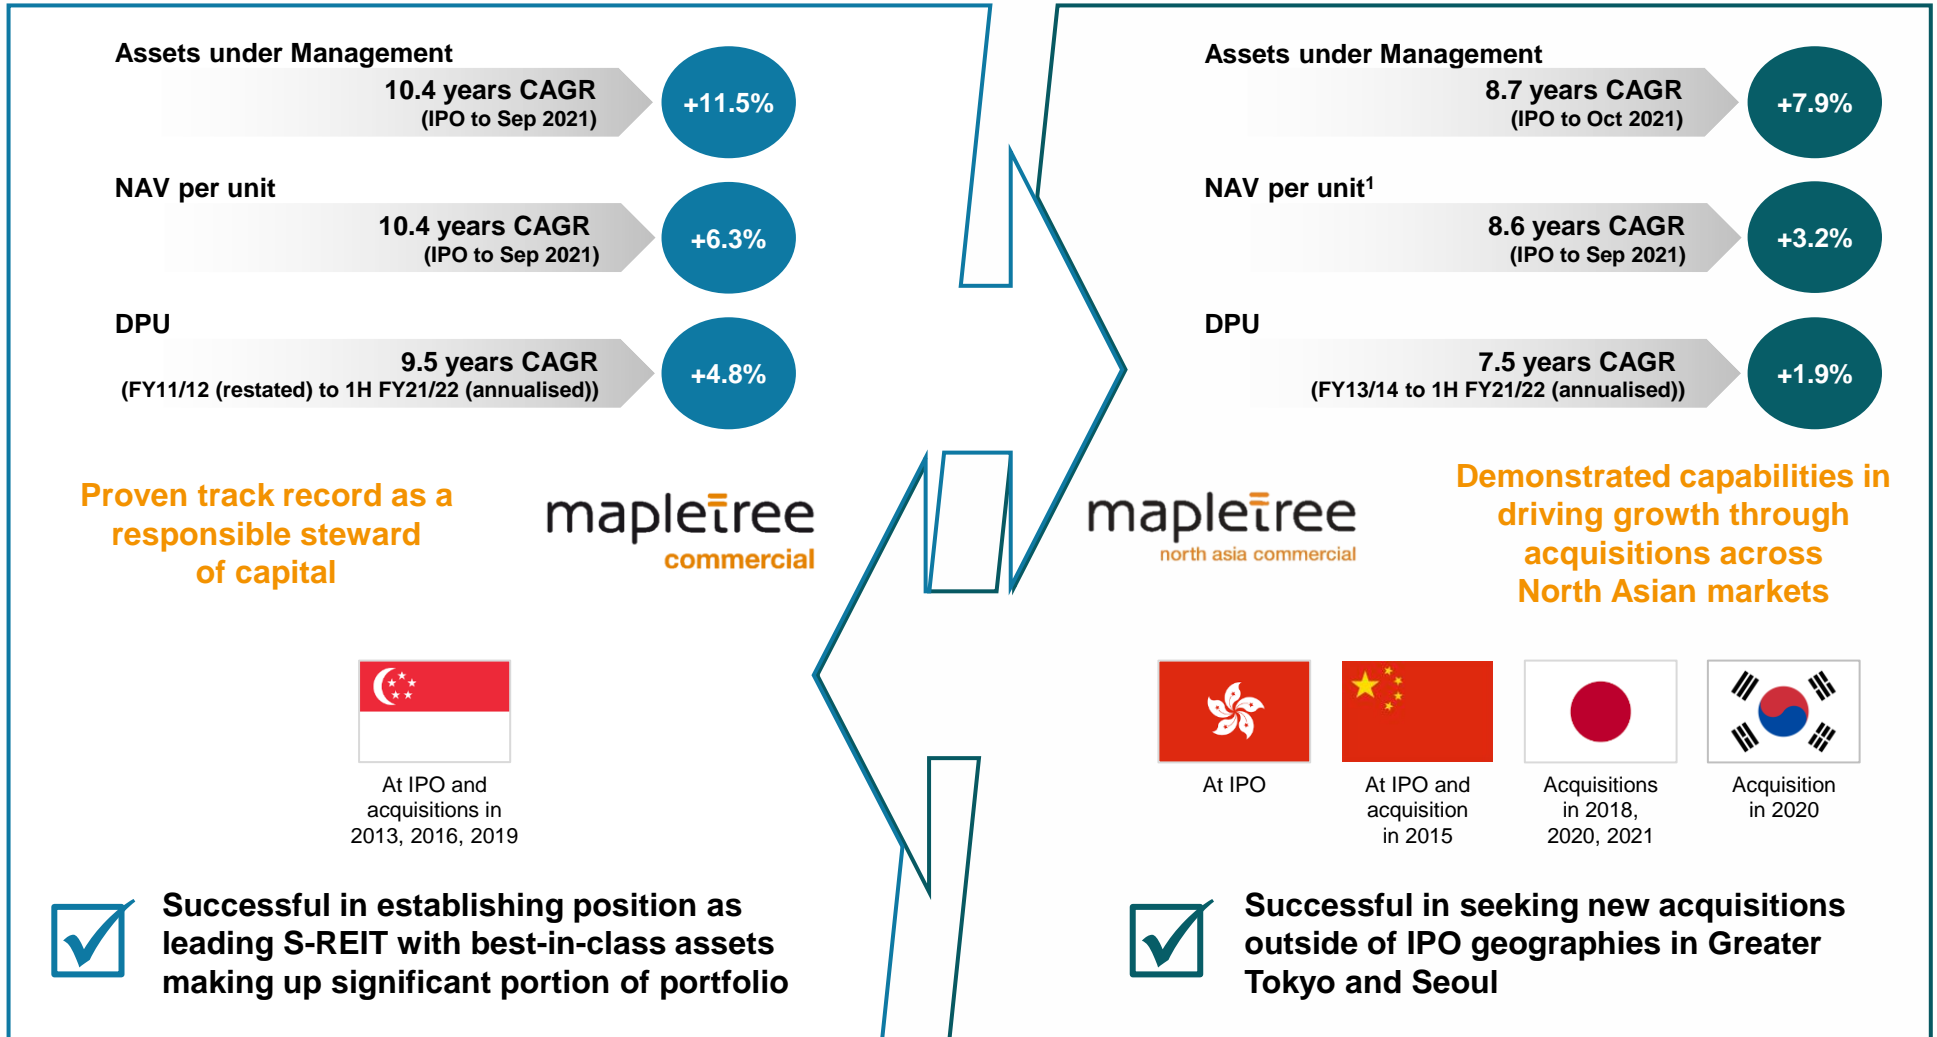 Assets under Management
10.4 years CAGR
(IPO to Sep 2021)
+11.5%
NAV per unit
10.4 years CAGR
(IPO to Sep 2021)
+6.3%
DPU
9.5 years CAGR
(FY11/12 (restated) to 1H FY21/22 (annualised))
+4.8%
Proven track record as a
responsible steward
of capital
mapletree
commercial
At IPO and
acquisitions in
2013, 2016, 2019
Successful in establishing position as
leading S-REIT with best-in-class assets
making up significant portion of portfolio
Assets under Management
8.7 years CAGR
(IPO to Oct 2021)
+7.9%
NAV per unit¹
8.6 years CAGR
(IPO to Sep 2021)
+3.2%
DPU
7.5 years CAGR
(FY13/14 to 1H FY21/22 (annualised))
+1.9%
mapletree
north asia commercial
Demonstrated capabilities in
driving growth through
acquisitions across
North Asian markets
At IPO
At IPO and
acquisition
in 2015
Acquisitions
in 2018,
2020, 2021
Acquisition
in 2020
Successful in seeking new acquisitions
outside of IPO geographies in Greater
Tokyo and Seoul